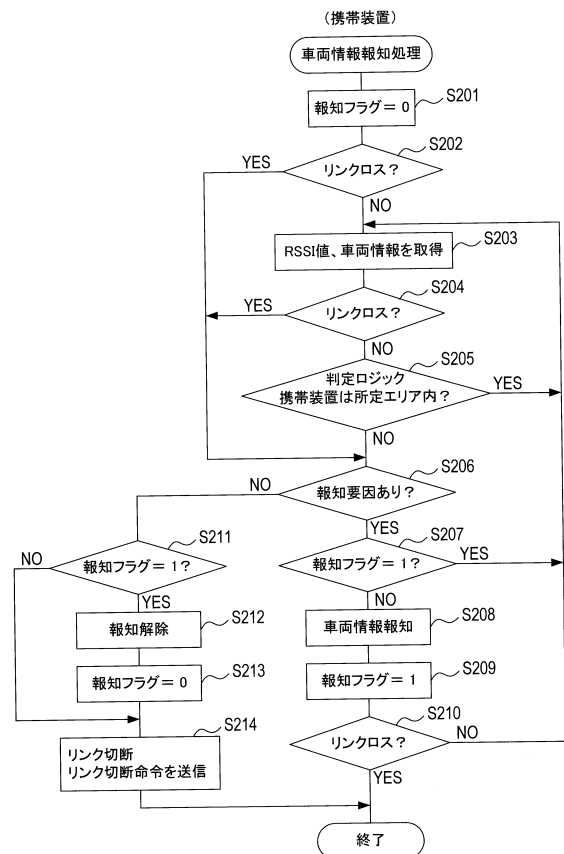 (携帯装置)
車両情報報知処理
報知フラグ＝0
S201
リンクロス？
S202
YES
NO
RSSI値、車両情報を取得
S203
リンクロス？
S204
YES
NO
判定ロジック
携帯装置は所定エリア内？
S205
YES
NO
報知要因あり？
S206
NO
YES
報知フラグ＝1？
S207
YES
NO
車両情報報知
S208
報知フラグ＝1
S209
リンクロス？
S210
NO
YES
報知フラグ＝1？
S211
NO
YES
報知解除
S212
報知フラグ＝0
S213
リンク切断
リンク切断命令を送信
S214
終了